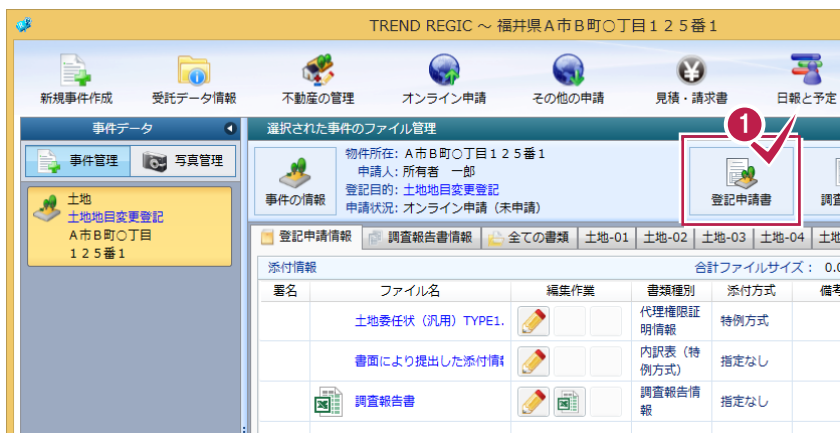 TREND REGIC ～ 福井県A市B町○丁目１２５番１
新規事件作成 受託データ情報 不動産の管理 オンライン申請 その他の申請 見積・請求書 日報と予定
事件データ 選択された事件のファイル管理
1
事件管理 写真管理
物件所在: A市B町○丁目１２５番１
申請人: 所有者 一郎
登記目的: 土地地目変更登記
申請状況: オンライン申請（未申請）
事件の情報 登記申請書 調査
土地
土地地目変更登記
A市B町○丁目
１２５番１
登記申請情報 調査報告書情報 全ての書類 土地-01 土地-02 土地-03 土地-04 土地
添付情報 合計ファイルサイズ： 0.0
署名 ファイル名 編集作業 書類種別 添付方式 備考
土地委任状（汎用）TYPE1. 代理権限証明情報 特例方式
書面により提出した添付情報 内訳表（特例方式） 指定なし
調査報告書 調査報告情報 指定なし